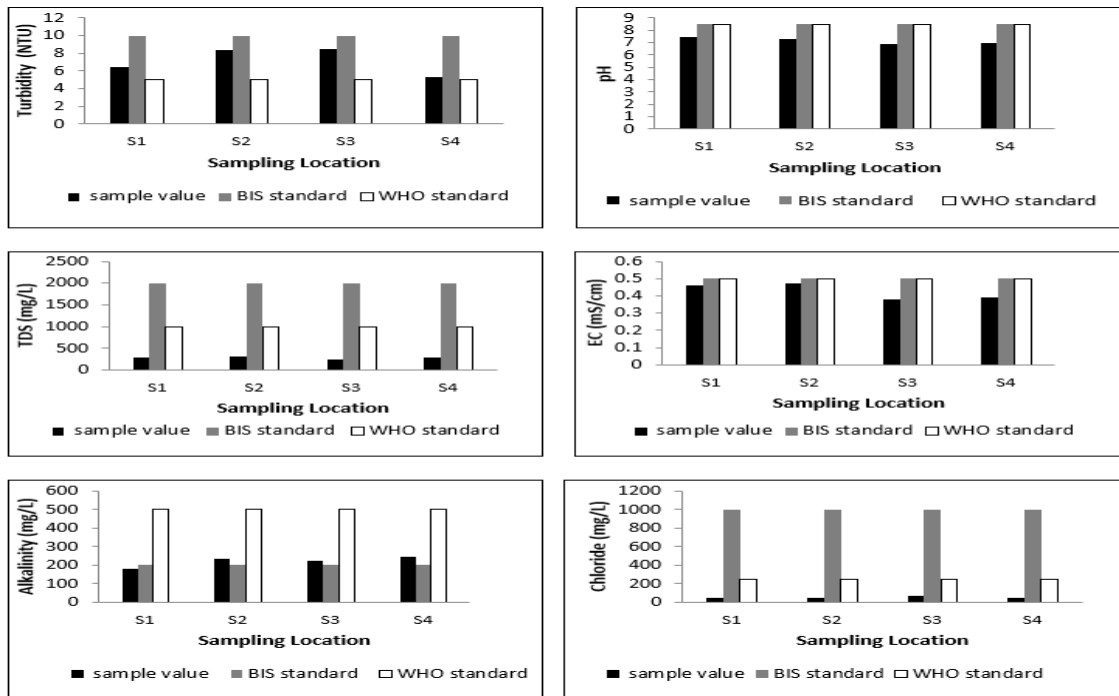 Turbidity (NTU)
12
10
8
6
4
2
0
S1 S2 S3 S4
Sampling Location
sample value BIS standard WHO standard
pH
9
8
7
6
5
4
3
2
1
0
S1 S2 S3 S4
Sampling Location
sample value BIS standard WHO standard
TDS (mg/L)
2500
2000
1500
1000
500
0
S1 S2 S3 S4
Sampling Location
sample value BIS standard WHO standard
EC (mS/cm)
0.6
0.5
0.4
0.3
0.2
0.1
0
S1 S2 S3 S4
Sampling Location
sample value BIS standard WHO standard
Alkalinity (mg/L)
600
500
400
300
200
100
0
S1 S2 S3 S4
Sampling Location
sample value BIS standard WHO standard
Chloride (mg/L)
1200
1000
800
600
400
200
0
S1 S2 S3 S4
Sampling Location
sample value BIS standard WHO standard